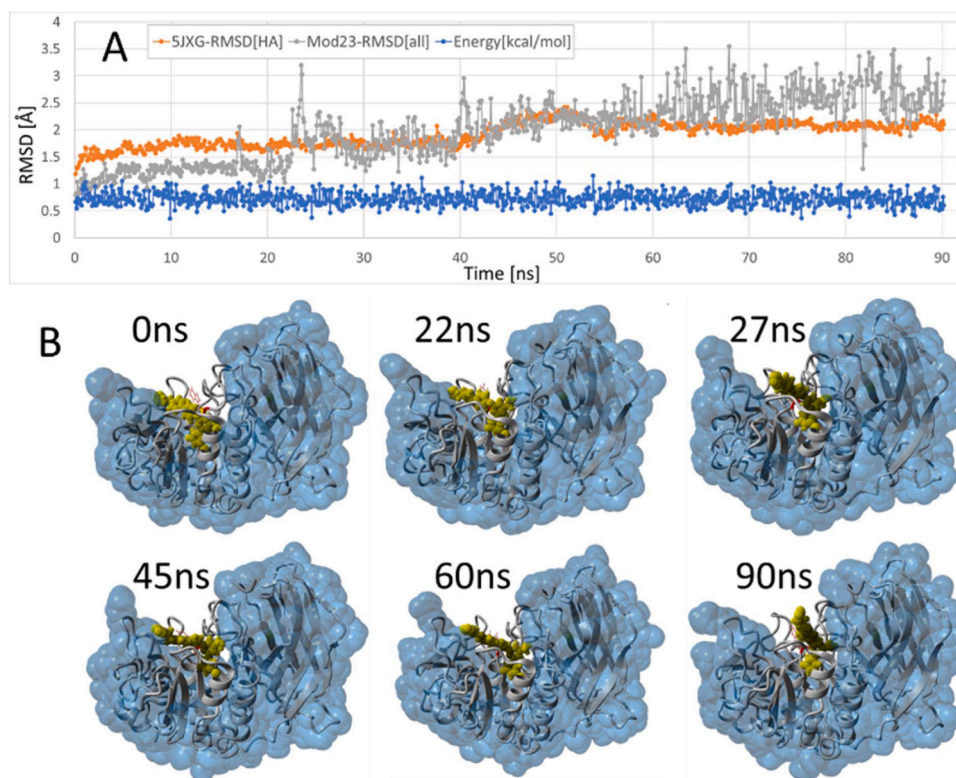 A
5JXG-RMSD[HA] Mod23-RMSD[all] Energy[kcal/mol]
4
3.5
3
2.5
2
1.5
1
0.5
0
RMSD [Å]
0 10 20 30 40 50 60 70 80 90
Time [ns]
B
0ns 22ns 27ns
45ns 60ns 90ns